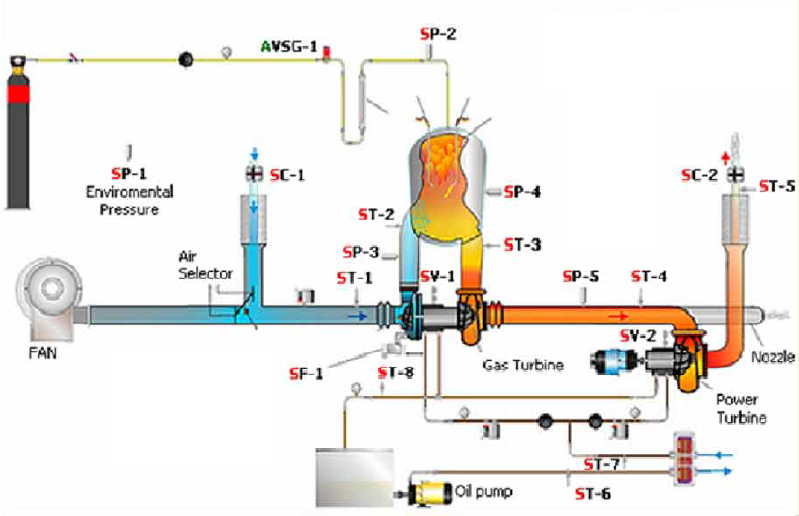 AVSG-1
SP-2
SP-1
Enviromental
Pressure
SC-1
SP-4
SC-2
ST-5
ST-2
SP-3
ST-3
Air
Selector
ST-1
SV-1
SP-5
ST-4
SV-2
FAN
SF-1
ST-8
Gas Turbine
Nozzle
Power
Turbine
ST-7
Oil pump
ST-6